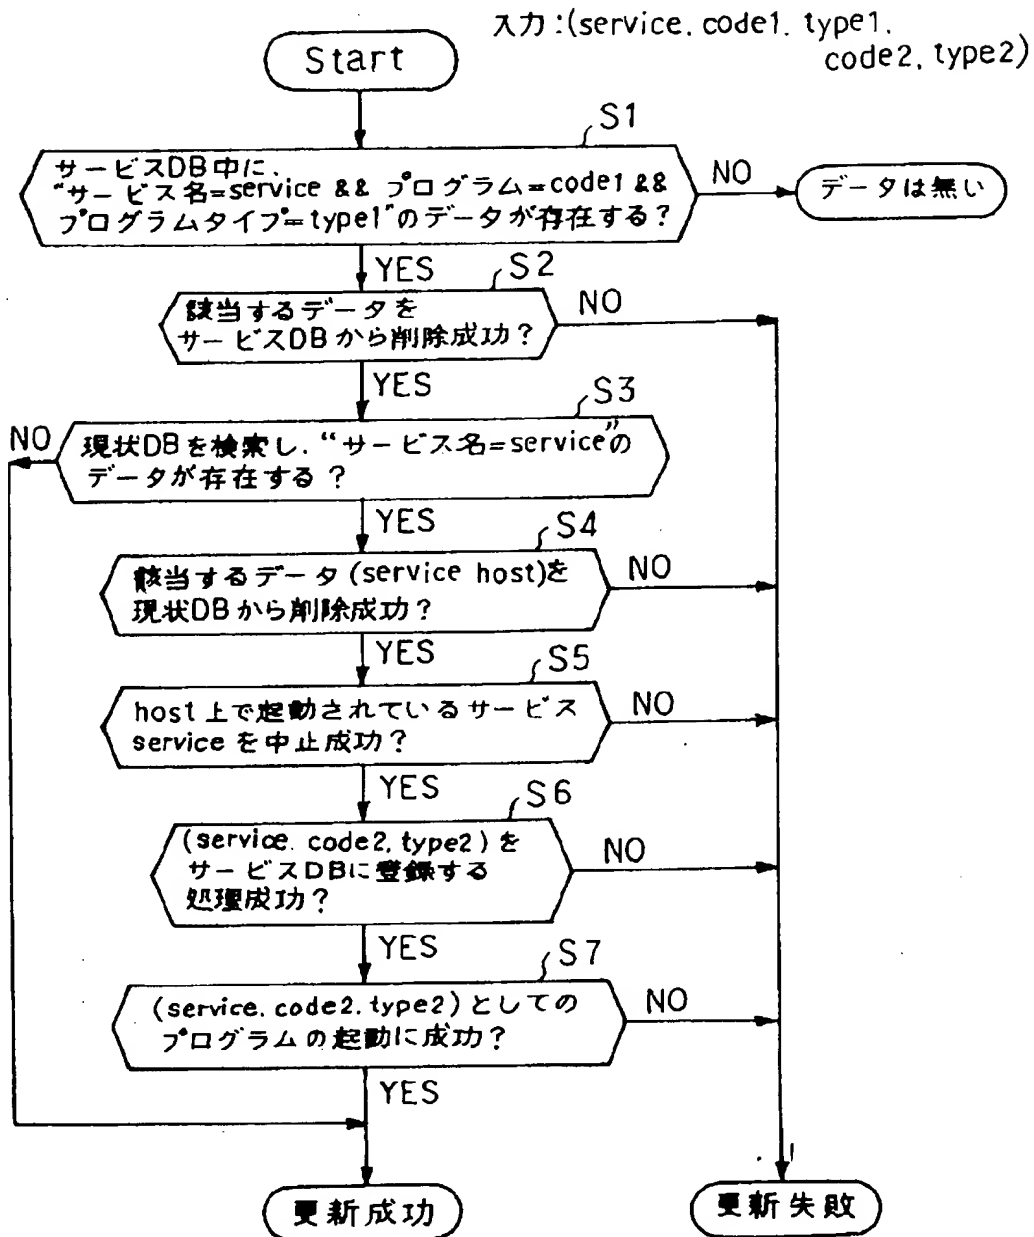 入力:(service. code1. type1.
code2, type2)
Start
S1
サービスDB中に、
"サービス名=service && プログラム=code1 &&
プログラムタイプ=type1"のデータが存在する?
NO
データは無い
YES
S2
該当するデータを
サービスDBから削除成功?
NO
YES
S3
NO
現状DBを検索し、"サービス名=service"の
データが存在する?
YES
S4
該当するデータ(service host)を
現状DBから削除成功?
NO
YES
S5
host上で起動されているサービス
serviceを中止成功?
NO
YES
S6
(service. code2, type2)を
サービスDBに登録する
処理成功?
NO
YES
S7
(service. code2. type2)としての
プログラムの起動に成功?
NO
YES
更新成功
更新失敗